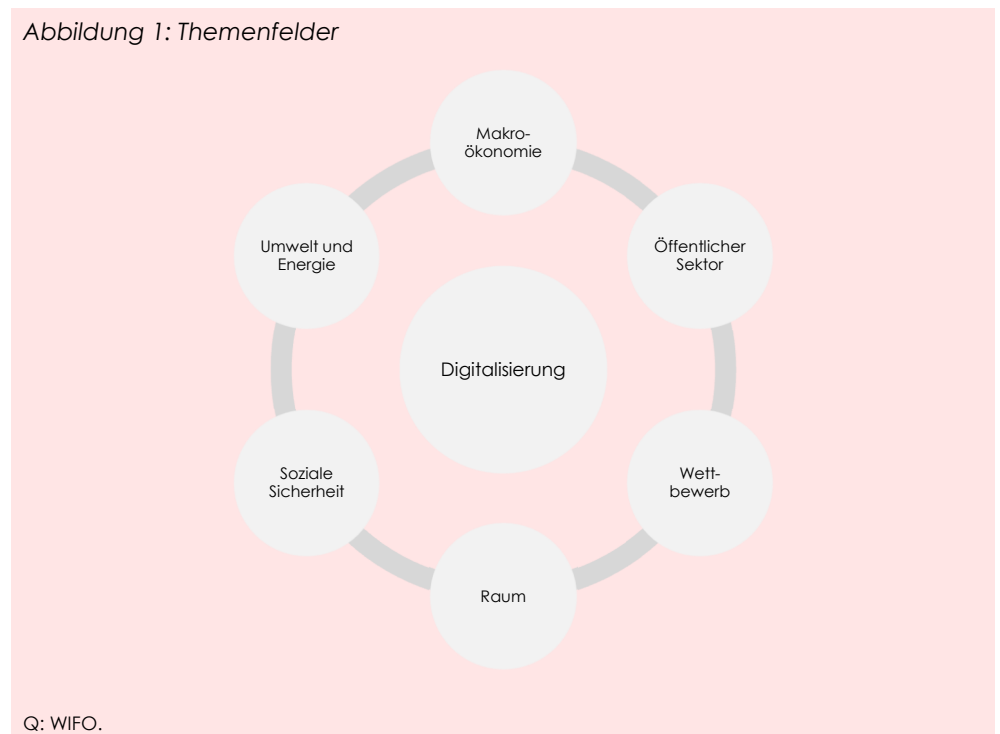 Abbildung 1: Themenfelder
Makro-
ökonomie
Öffentlicher
Sektor
Wett-
bewerb
Raum
Soziale
Sicherheit
Umwelt und
Energie
Digitalisierung
Q: WIFO.